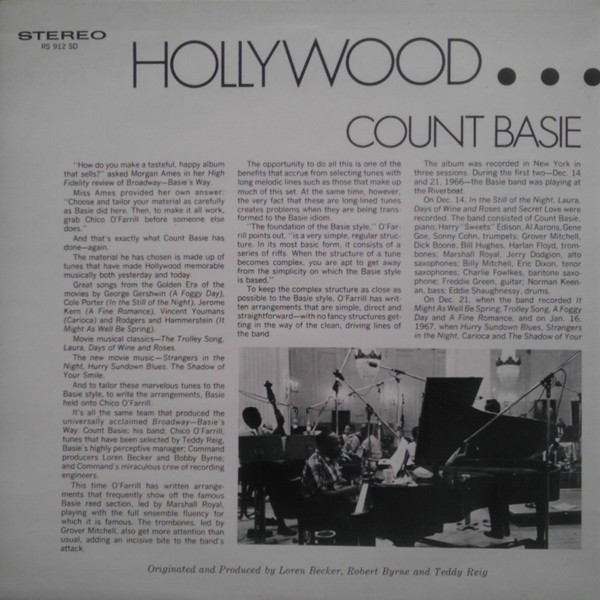 STEREO
RS 912 SD
HOLLYWOOD...
COUNT BASIE
"How do you make a tasteful, happy album
that sells?" asked Morgan Ames in her High
Fidelity review of Broadway—Basie's Way.
Miss Ames provided her own answer:
"Choose and tailor your material as carefully
as Basie did here. Then, to make it all work,
grab Chico O'Farrill before someone else
does."
And that's exactly what Count Basie has
done—again.
The material he has chosen is made up of
tunes that have made Hollywood memorable
musically both yesterday and today.
Great songs from the Golden Era of the
movies by George Gershwin (A Foggy Day),
Cole Porter (In the Still of the Night), Jerome
Kern (A Fine Romance), Vincent Youmans
(Carioca) and Rodgers and Hammerstein (It
Might As Well Be Spring).
Movie musical classics—The Trolley Song,
Laura, Days of Wine and Roses.
The new movie music—Strangers in the
Night, Hurry Sundown Blues, The Shadow of
Your Smile.
And to tailor these marvelous tunes to the
Basie style, to write the arrangements, Basie
held onto Chico O'Farrill.
It's all the same team that produced the
universally acclaimed Broadway—Basie's
Way: Count Basie; his band; Chico O'Farrill;
tunes that have been selected by Teddy Reig,
Basie's highly perceptive manager; Command
producers Loren Becker and Bobby Byrne;
and Command's miraculous crew of recording
engineers.
This time O'Farrill has written arrange-
ments that frequently show off the famous
Basie reed section, led by Marshall Royal,
playing with the full ensemble fluency for
which it is famous. The trombones, led by
Grover Mitchell, also get more attention than
usual, adding an incisive bite to the band's
attack.
The opportunity to do all this is one of the
benefits that accrue from selecting tunes with
long melodic lines such as those that make up
much of this set. At the same time, however,
the very fact that these are long-lined tunes
creates problems when they are being trans-
formed to the Basie idiom.
"The foundation of the Basie style," O'Far-
rill points out, "is a very simple, regular struc-
ture. In its most basic form, it consists of a
series of riffs. When the structure of a tune
becomes complex, you are apt to get away
from the simplicity on which the Basie style
is based."
To keep the complex structure as close as
possible to the Basie style, O'Farrill has writ-
ten arrangements that are simple, direct and
straightforward—with no fancy structures get-
ting in the way of the clean, driving lines of
the band.
The album was recorded in New York in
three sessions. During the first two—Dec. 14
and 21, 1966—the Basie band was playing at
the Riverboat.
On Dec. 14, In the Still of the Night, Laura,
Days of Wine and Roses and Secret Love were
recorded. The band consisted of Count Basie,
piano; Harry "Sweets" Edison, Al Aarons, Gene
Goe, Sonny Cohn, trumpets; Grover Mitchell,
Dick Boone, Bill Hughes, Harlan Floyd, trom-
bones; Marshall Royal, Jerry Dodgion, alto
saxophones; Billy Mitchell, Eric Dixon, tenor
saxophones; Charlie Fowlkes, baritone saxo-
phone; Freddie Green, guitar; Norman Keen-
an, bass; Eddie Shaughnessy, drums.
On Dec. 21, when the band recorded It
Might As Well Be Spring, Trolley Song, A Foggy
Day and A Fine Romance, and on Jan. 16,
1967, when Hurry Sundown Blues, Strangers
in the Night, Carioca and The Shadow of Your
Originated and Produced by Loren Becker, Robert Byrne and Teddy Reig